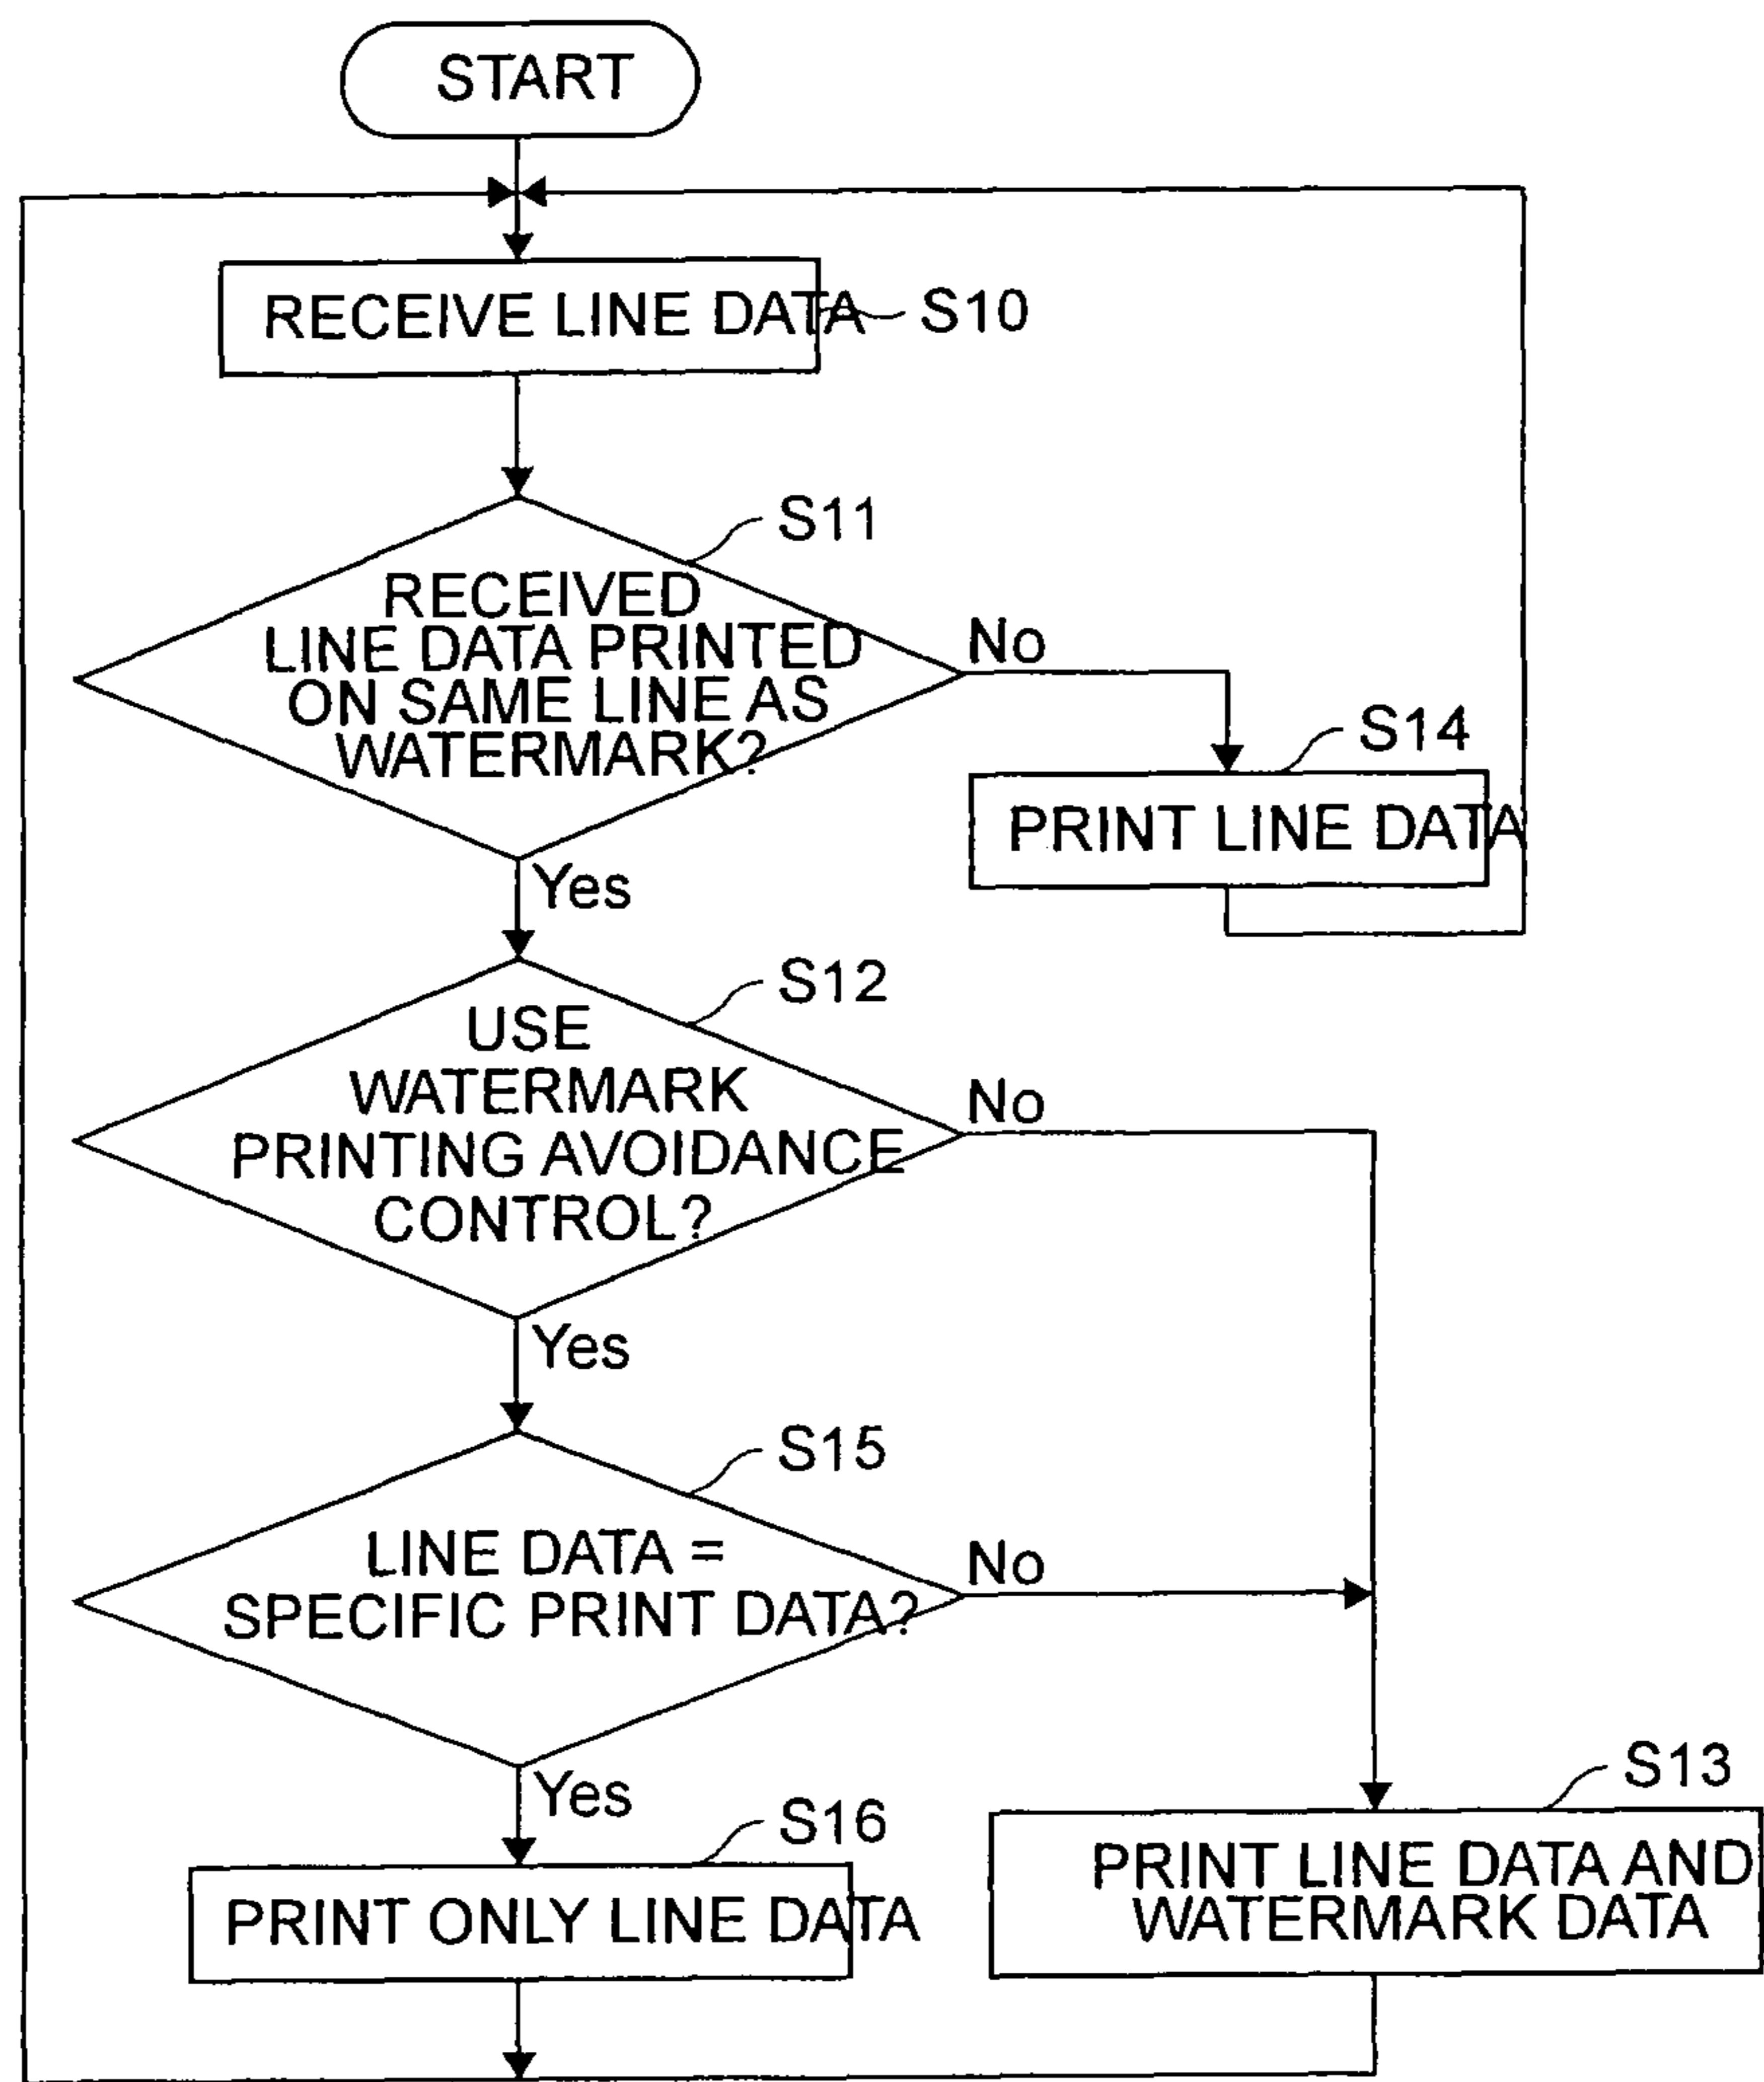 START
RECEIVE LINE DATA
S10
S11
RECEIVED
LINE DATA PRINTED
ON SAME LINE AS
WATERMARK?
No
S14
PRINT LINE DATA
Yes
S12
USE
WATERMARK
PRINTING AVOIDANCE
CONTROL?
No
Yes
S15
LINE DATA =
SPECIFIC PRINT DATA?
No
Yes
S16
PRINT ONLY LINE DATA
S13
PRINT LINE DATA AND
WATERMARK DATA